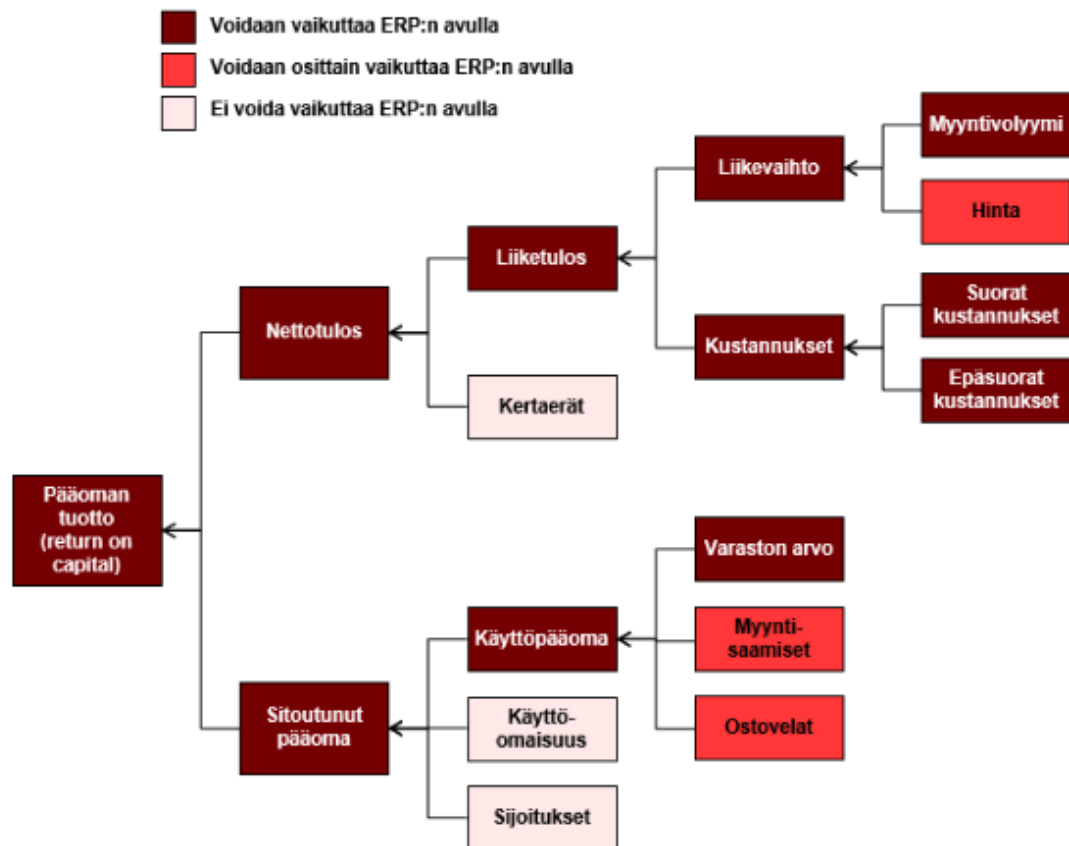 Voidaan vaikuttaa ERP:n avulla
Voidaan osittain vaikuttaa ERP:n avulla
Ei voida vaikuttaa ERP:n avulla
Myyntivolyymi
Liikevaihto
Hinta
Liiketulos
Suorat
kustannukset
Nettotulos
Kustannukset
Epäsuorat
kustannukset
Kertaerät
Pääoman
tuotto
(return on
capital)
Varaston arvo
Käyttöpääoma
Myynti-
saamiset
Sitoutunut
pääoma
Käyttö-
omaisuus
Ostovelat
Sijoitukset